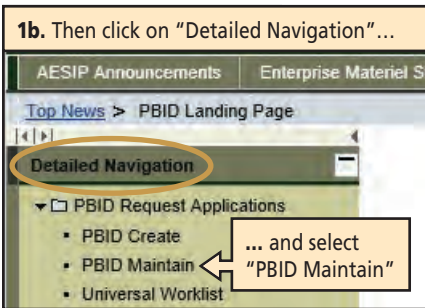 1b. Then click on “Detailed Navigation”…
AESIP Announcements Enterprise Materiel S
Top News > PBID Landing Page
Detailed Navigation
PBID Request Applications
PBID Create
PBID Maintain
Universal Worklist
... and select
“PBID Maintain”